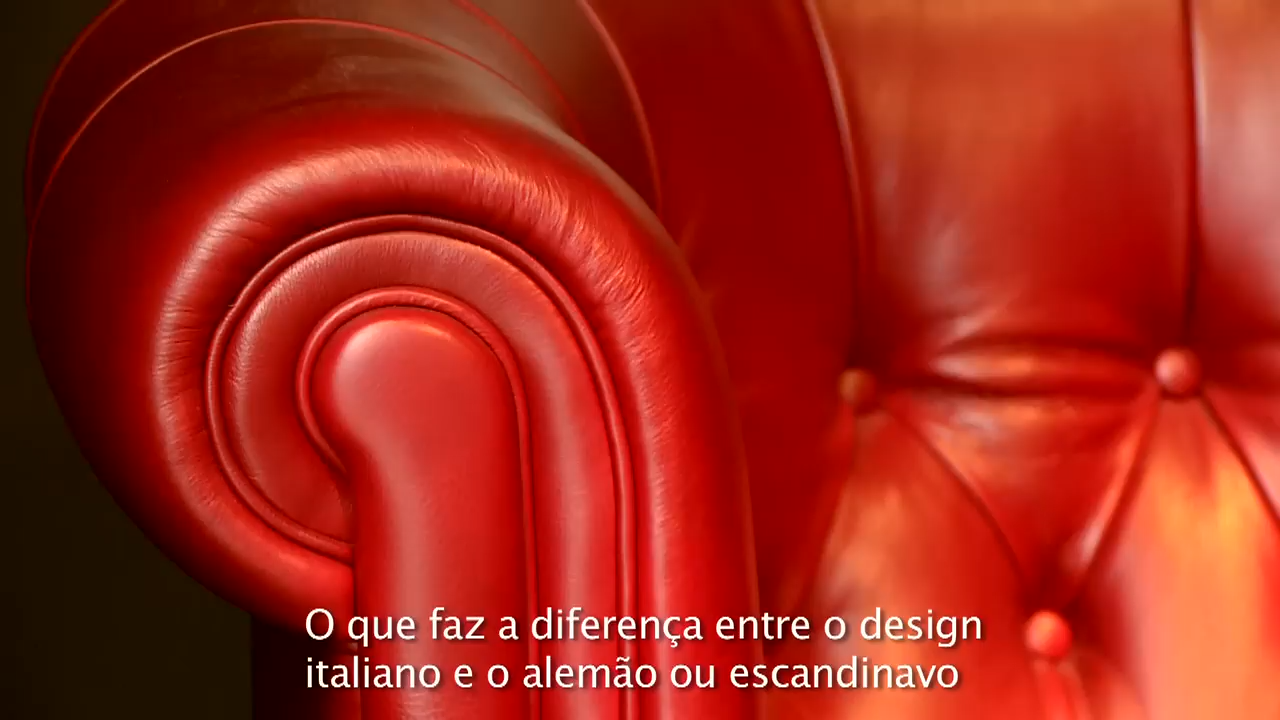 O que faz a diferença entre o design
italiano e o alemão ou escandinavo